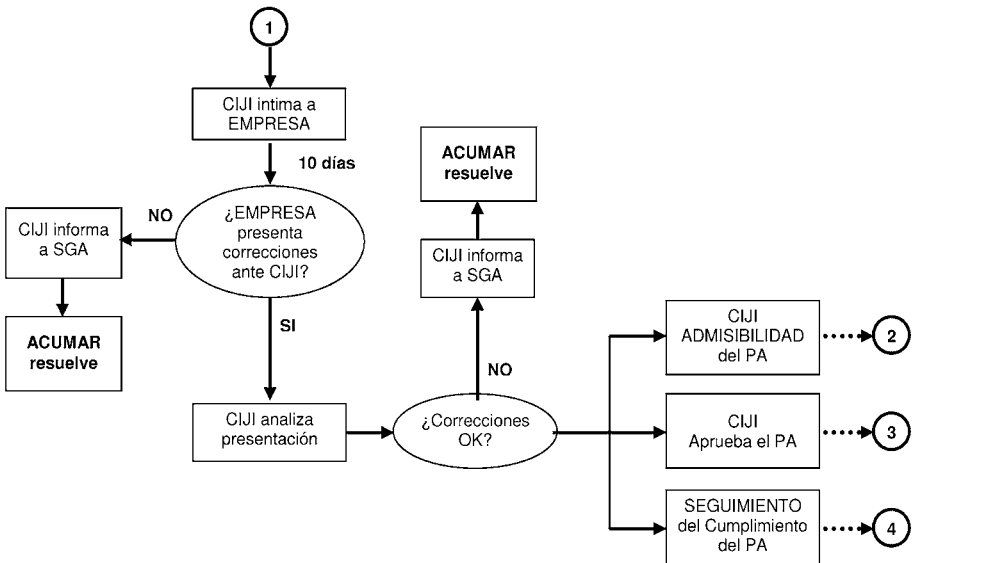 1
CIJI intima a
EMPRESA
10 días
¿EMPRESA
presenta
correcciones
ante CIJI?
NO
CIJI informa
a SGA
ACUMAR
resuelve
SI
CIJI analiza
presentación
¿Correcciones
OK?
NO
CIJI informa
a SGA
ACUMAR
resuelve
CIJI
ADMISIBILIDAD
del PA
2
CIJI
Aprueba el PA
3
SEGUIMIENTO
del Cumplimiento
del PA
4